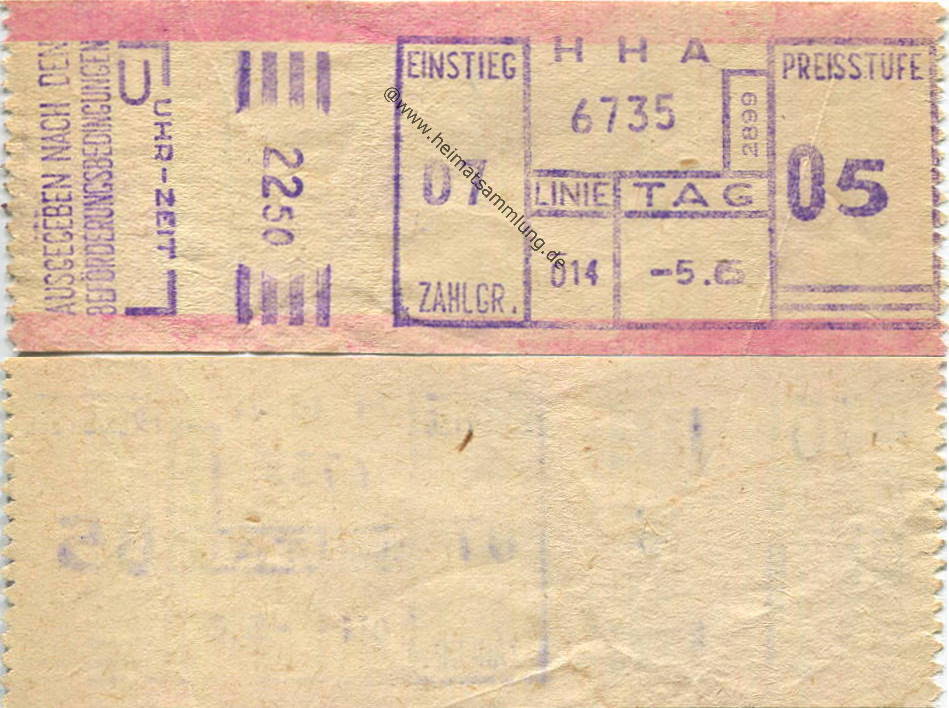 AUSGEGEBEN NACH DEN
BEFÖRDERUNGSBEDINGUNGEN
UHR-ZEIT
2250
EINSTIEG
07
ZAHLGR.
H H A
6735
2899
LINIE
014
TAG
-5.6
PREISSTUFE
05
@www.heimatsammlung.de